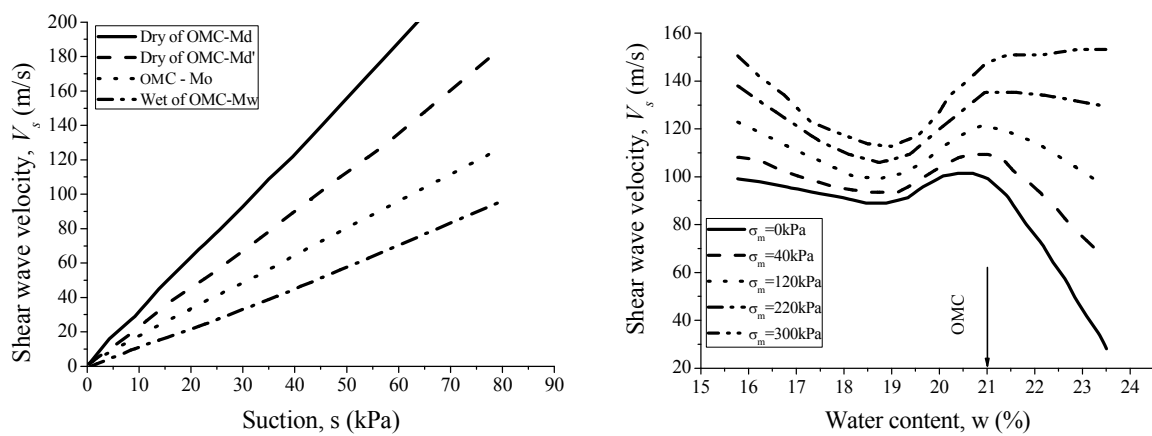 Shear wave velocity, V_s (m/s)
200
180
160
140
120
100
80
60
40
20
0
Dry of OMC-Md
Dry of OMC-Md'
OMC - Mo
Wet of OMC-Mw
0 10 20 30 40 50 60 70 80 90
Suction, s (kPa)
Shear wave velocity, V_s (m/s)
160
140
120
100
80
60
40
20
σm=0kPa
σm=40kPa
σm=120kPa
σm=220kPa
σm=300kPa
OMC
15 16 17 18 19 20 21 22 23 24
Water content, w (%)